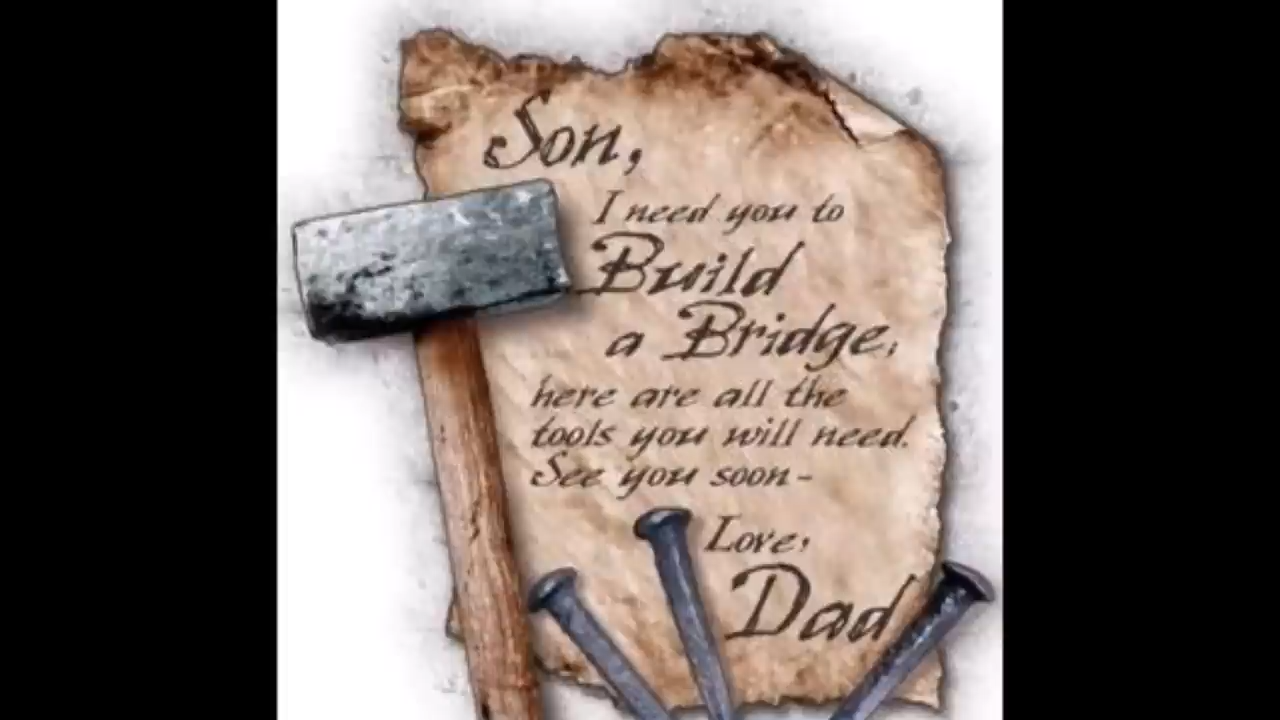 Son,
I need you to
Build
a Bridge,
here are all the
tools you will need.
See you soon-
Love,
Dad